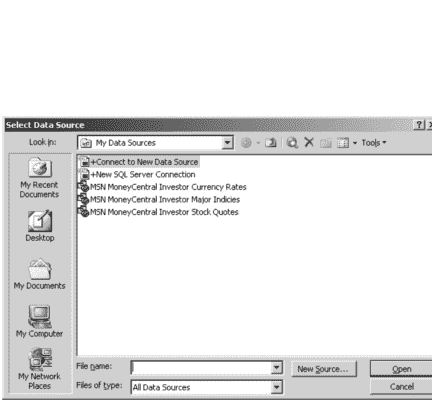 Select Data Source
Look in: My Data Sources Tools
+Connect to New Data Source
+New SQL Server Connection
MSN MoneyCentral Investor Currency Rates
MSN MoneyCentral Investor Major Indicies
MSN MoneyCentral Investor Stock Quotes
My Recent
Documents
Desktop
My Documents
My Computer
My Network
Places
File name: New Source... Open
Files of type: All Data Sources Cancel